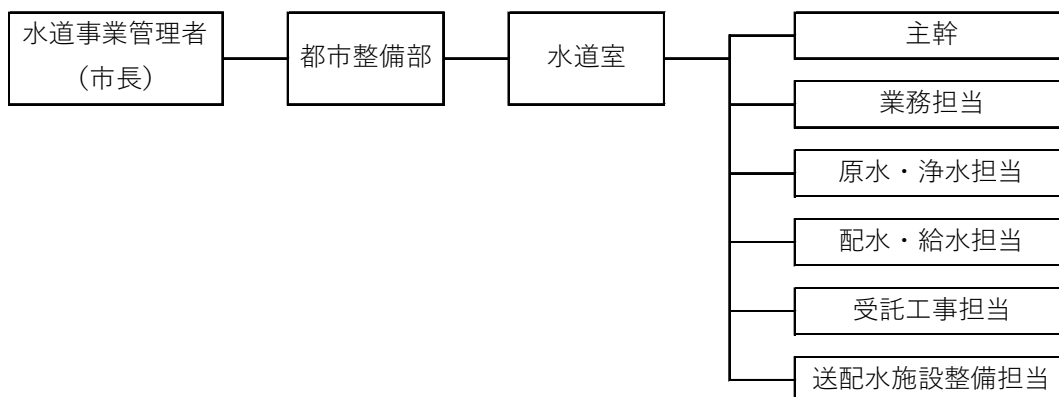 水道事業管理者
（市長）
都市整備部
水道室
主幹
業務担当
原水・浄水担当
配水・給水担当
受託工事担当
送配水施設整備担当